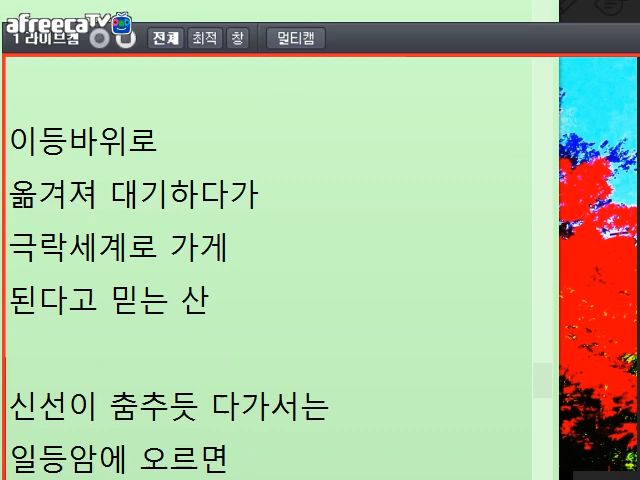 afreecaTV
1 라이브캠
전체 최적 창 멀티캠
이등바위로
옮겨져 대기하다가
극락세계로 가게
된다고 믿는 산
신선이 춤추듯 다가서는
일등암에 오르면